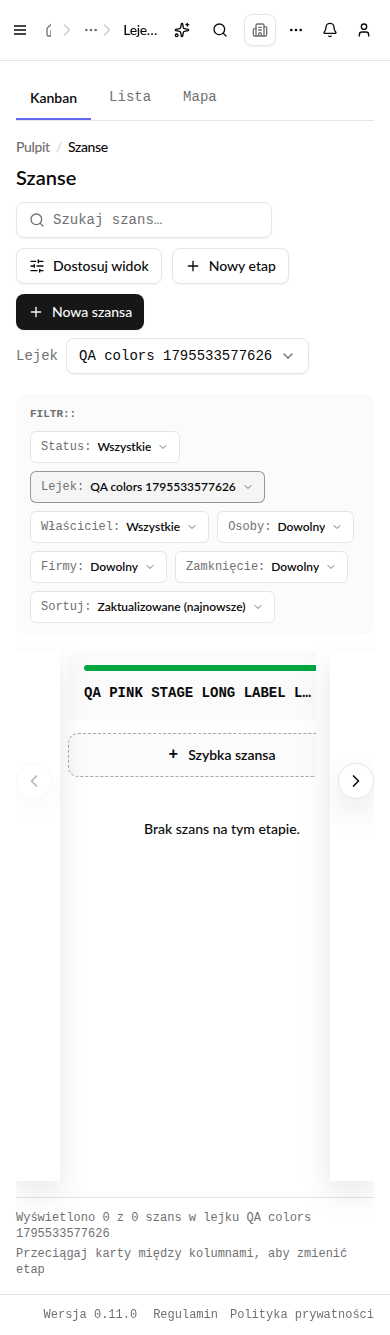 Leje...
Kanban Lista Mapa
Pulpit / Szanse
Szanse
Szukaj szans…
Dostosuj widok + Nowy etap
+ Nowa szansa
Lejek QA colors 1795533577626
FILTR::
Status: Wszystkie
Lejek: QA colors 1795533577626
Właściciel: Wszystkie Osoby: Dowolny
Firmy: Dowolny Zamknięcie: Dowolny
Sortuj: Zaktualizowane (najnowsze)
QA PINK STAGE LONG LABEL L…
+ Szybka szansa
Brak szans na tym etapie.
Wyświetlono 0 z 0 szans w lejku QA colors
1795533577626
Przeciągaj karty między kolumnami, aby zmienić
etap
Wersja 0.11.0 Regulamin Polityka prywatności